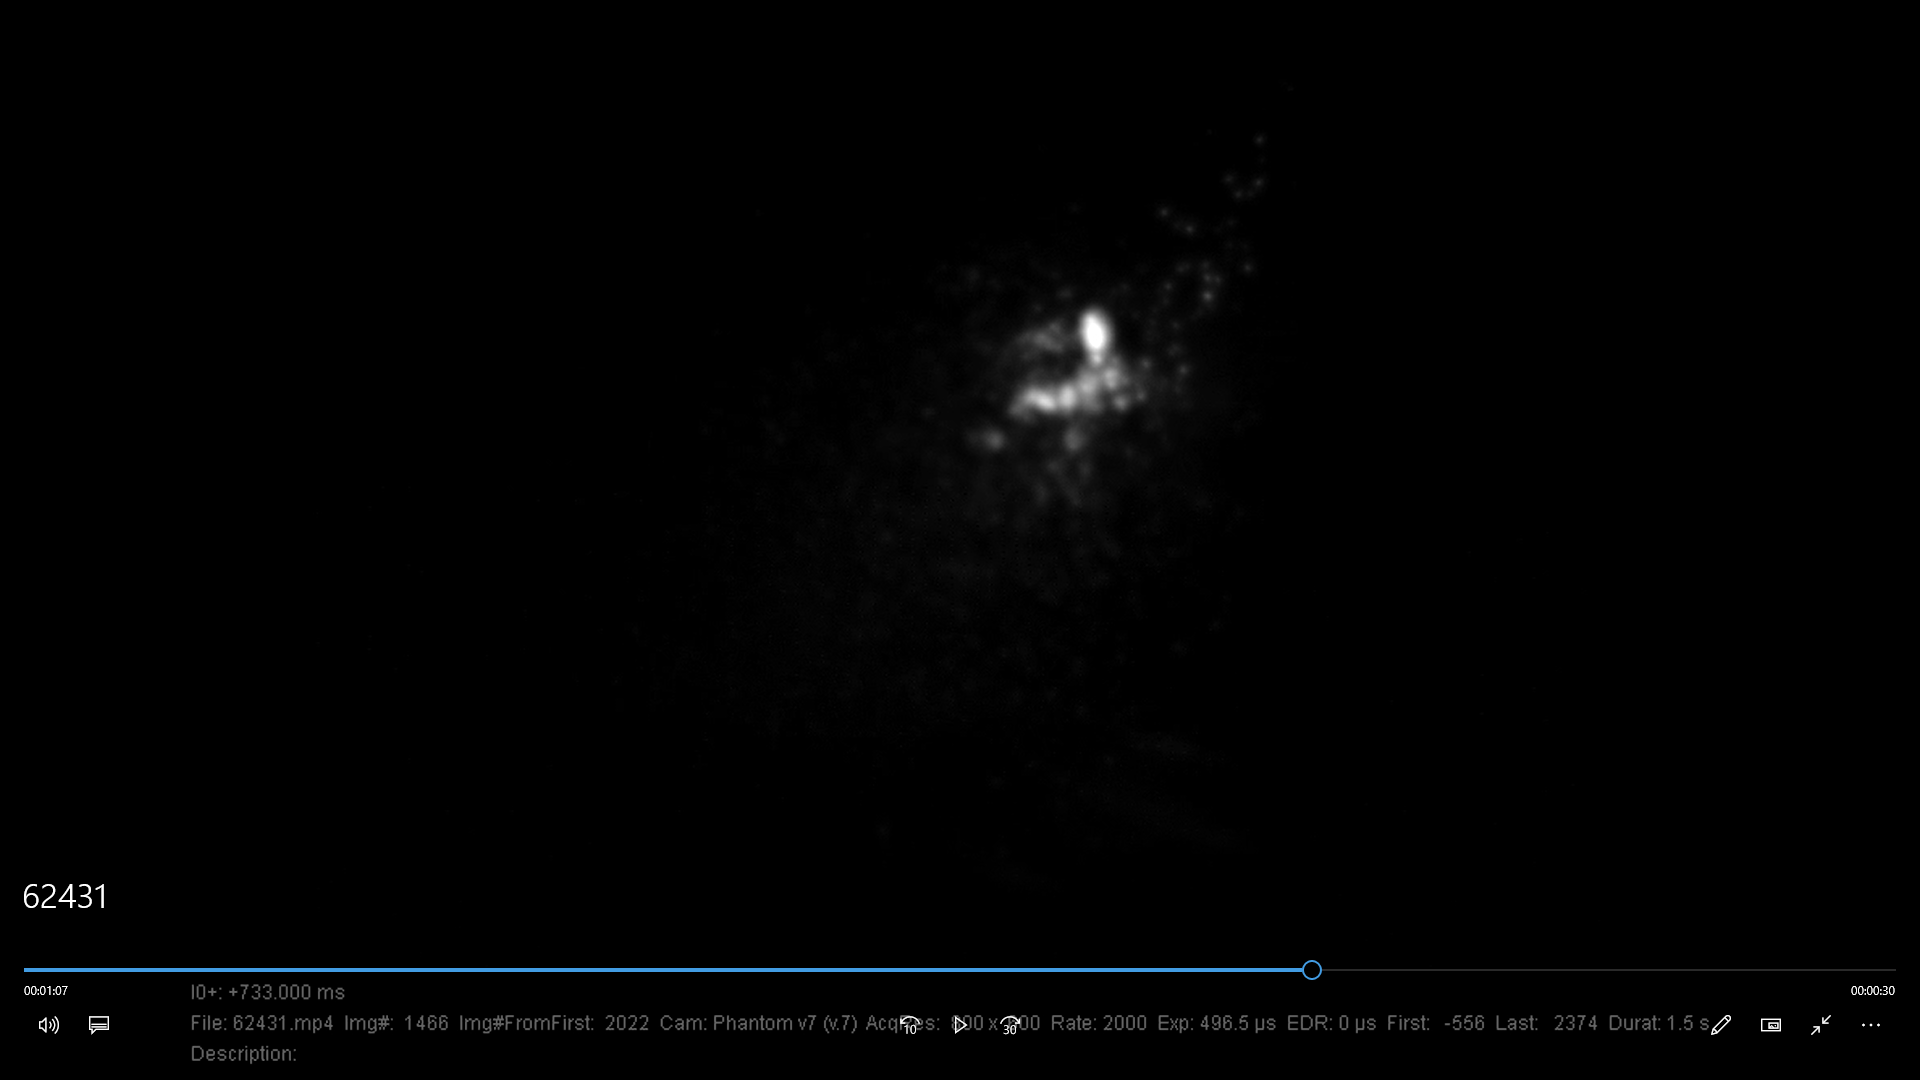 62431
00:01:07
00:00:30
I0+: +733.000 ms
File: 62431.mp4 Img#: 1466 Img#FromFirst: 2022 Cam: Phantom v7 (v.7) Rate: 2000 Exp: 496.5 µs EDR: 0 µs First: -556 Last: 2374 Durat: 1.5 s
10
30
Description: